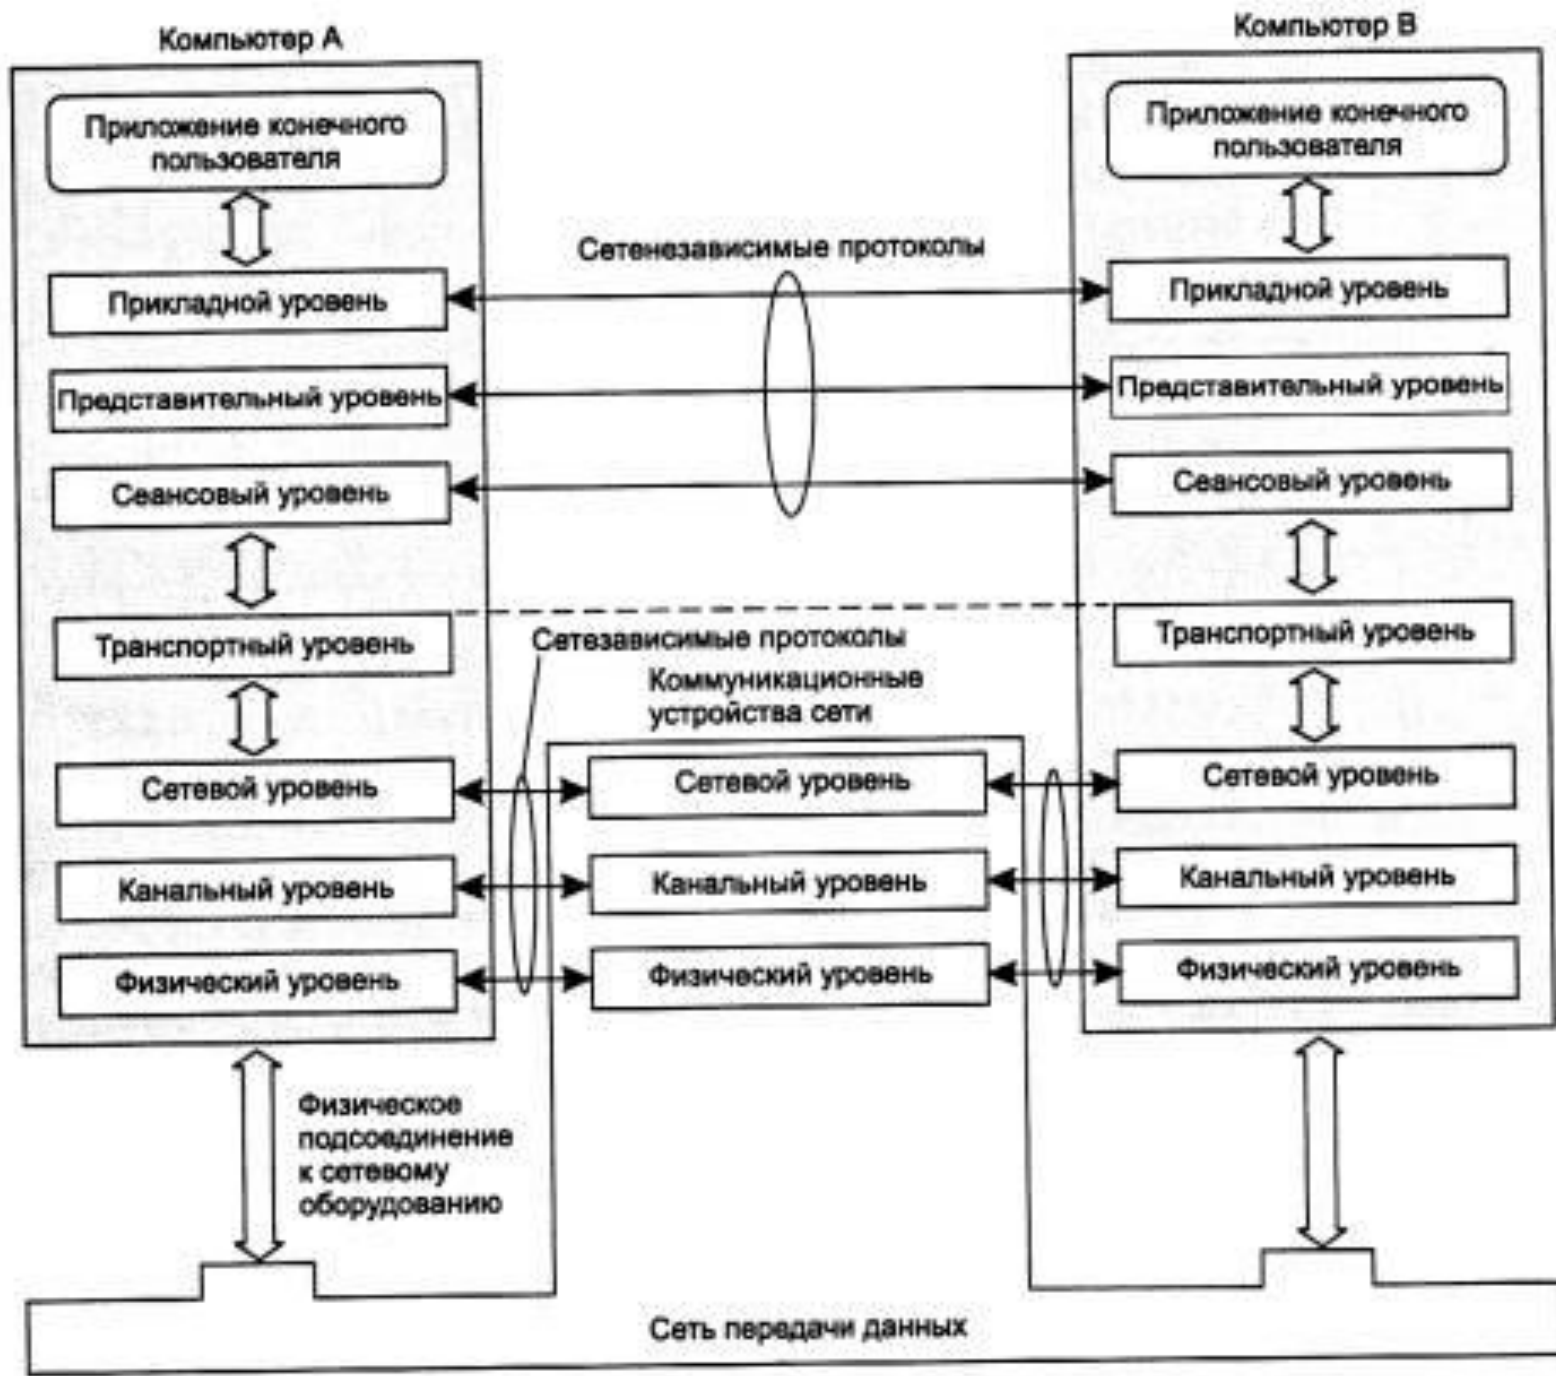 Компьютер А
Компьютер В
Приложение конечного
пользователя
Приложение конечного
пользователя
Сетенезависимые протоколы
Прикладной уровень
Прикладной уровень
Представительный уровень
Представительный уровень
Сеансовый уровень
Сеансовый уровень
Транспортный уровень
Сетезависимые протоколы
Транспортный уровень
Коммуникационные
устройства сети
Сетевой уровень
Сетевой уровень
Сетевой уровень
Канальный уровень
Канальный уровень
Канальный уровень
Физический уровень
Физический уровень
Физический уровень
Физическое
подсоединение
к сетевому
оборудованию
Сеть передачи данных